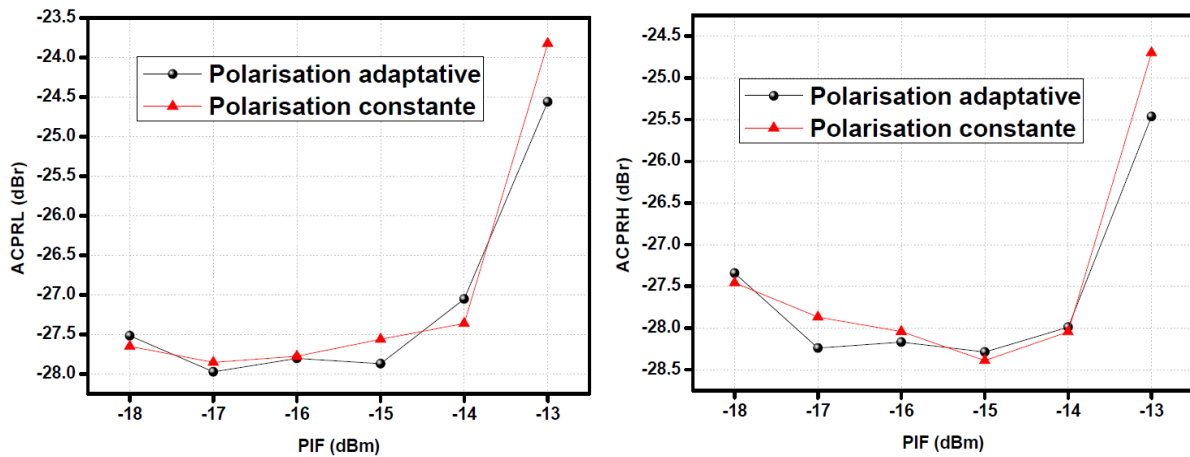 -23.5
-24.0
-24.5
-25.0
-25.5
-26.0
-26.5
-27.0
-27.5
-28.0
ACPRL (dBr)
Polarisation adaptative
Polarisation constante
-18 -17 -16 -15 -14 -13
PIF (dBm)
-24.5
-25.0
-25.5
-26.0
-26.5
-27.0
-27.5
-28.0
-28.5
ACPRH (dBr)
Polarisation adaptative
Polarisation constante
-18 -17 -16 -15 -14 -13
PIF (dBm)